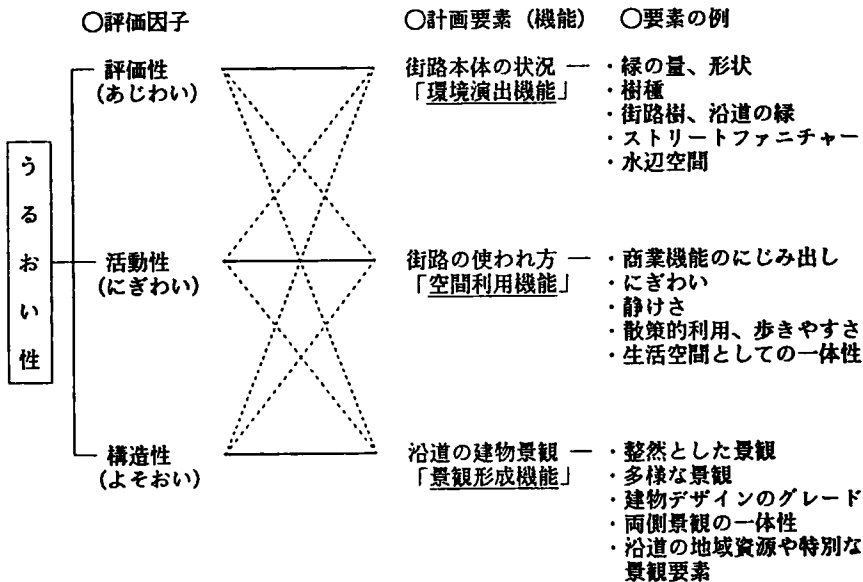 ○評価因子
○計画要素（機能）
○要素の例
うるおい性
評価性
(あじわい)
街路本体の状況
「環境演出機能」
・緑の量、形状
・樹種
・街路樹、沿道の緑
・ストリートファニチャー
・水辺空間
活動性
(にぎわい)
街路の使われ方
「空間利用機能」
・商業機能のにじみ出し
・にぎわい
・静けさ
・散策的利用、歩きやすさ
・生活空間としての一体性
構造性
(よそおい)
沿道の建物景観
「景観形成機能」
・整然とした景観
・多様な景観
・建物デザインのグレード
・両側景観の一体性
・沿道の地域資源や特別な
景観要素